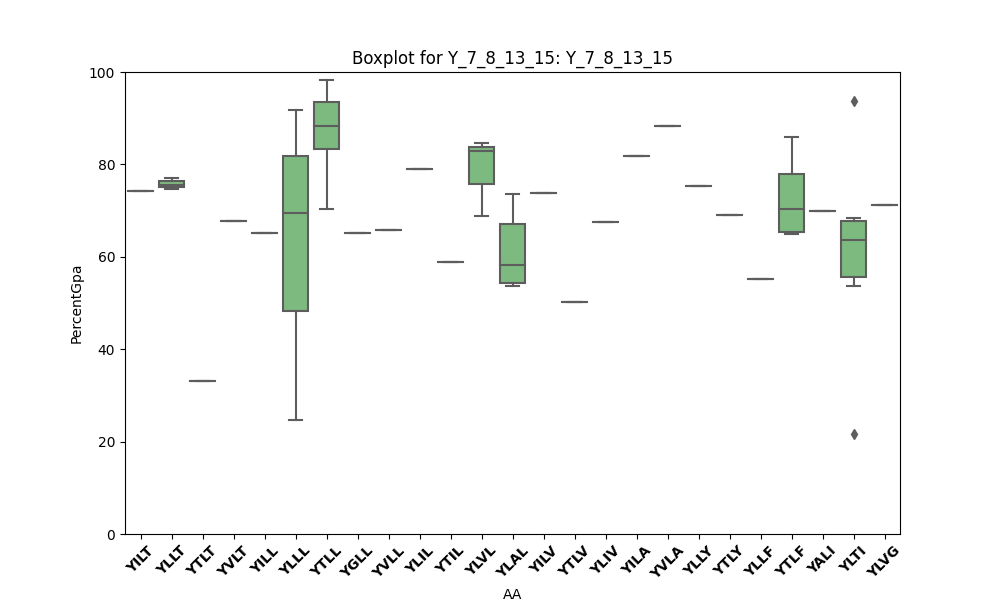 Boxplot for Y_7_8_13_15: Y_7_8_13_15
100
80
60
40
20
0
PercentGpa
YILT YLLT YTLT YVLT YILL YLLL YTLL YGLL YVLL YLIL YTIL YLVL YLAL YILV YTLV YLIV YILA YVLA YLLY YTLY YLLF YTLF YALI YLTI YLVG
AA